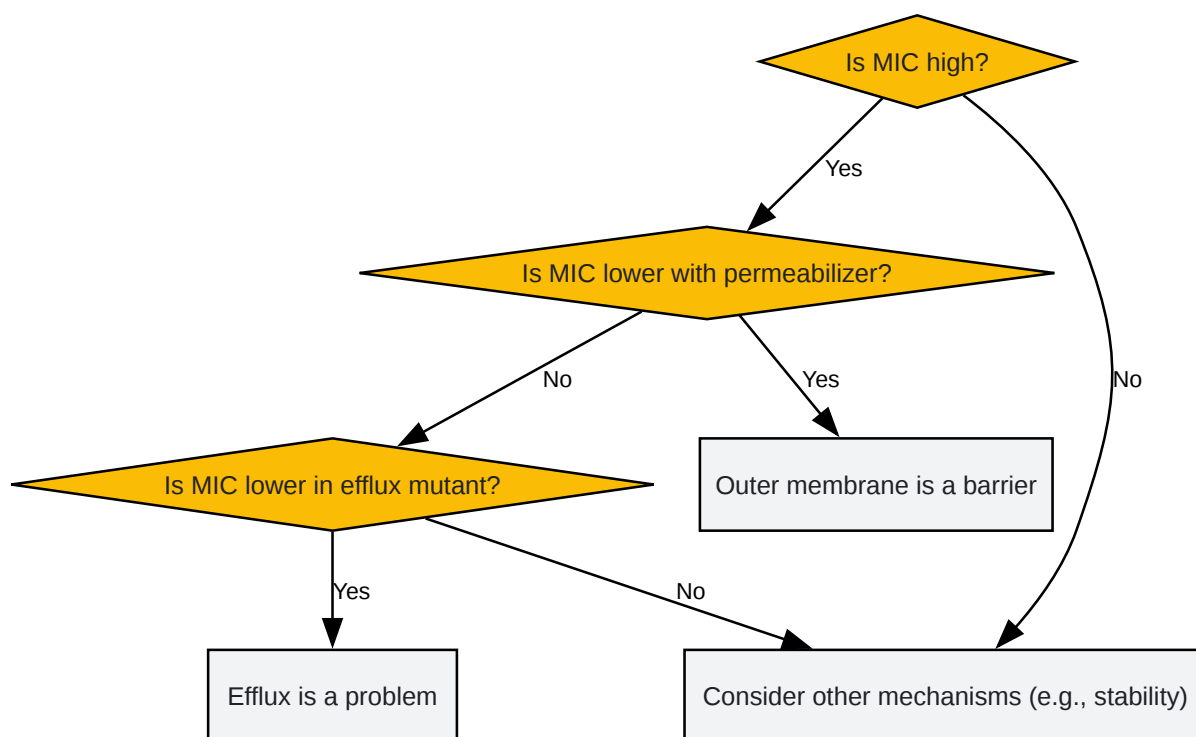 Is MIC high?
Yes
Is MIC lower with permeabilizer?
No
Yes
No
Is MIC lower in efflux mutant?
Outer membrane is a barrier
Yes
No
Efflux is a problem
Consider other mechanisms (e.g., stability)